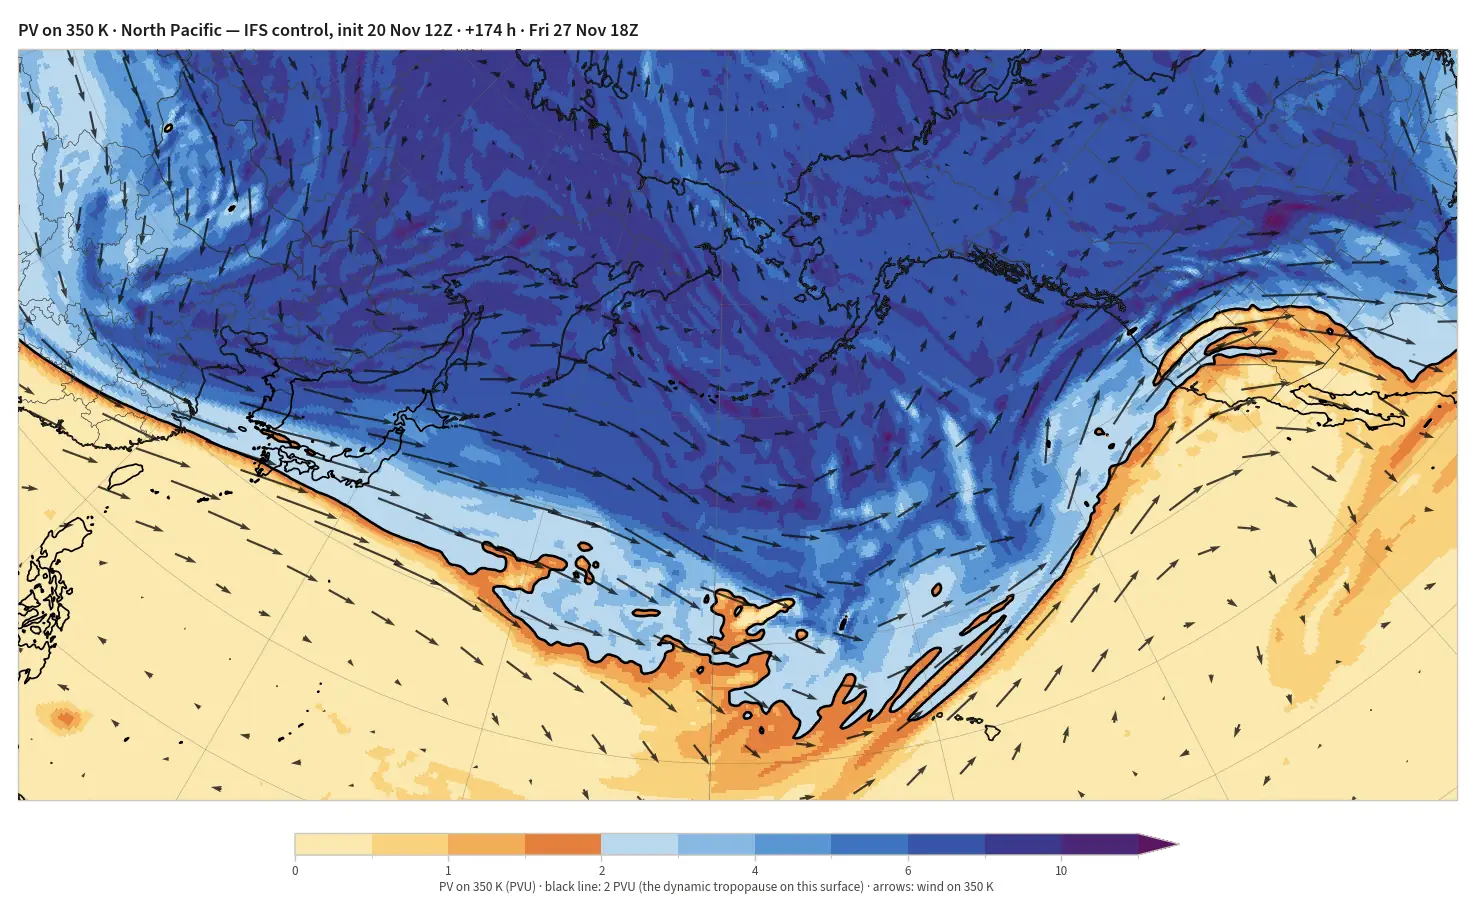 PV on 350 K · North Pacific — IFS control, init 20 Nov 12Z · +174 h · Fri 27 Nov 18Z
0 1 2 4 6 10
PV on 350 K (PVU) · black line: 2 PVU (the dynamic tropopause on this surface) · arrows: wind on 350 K